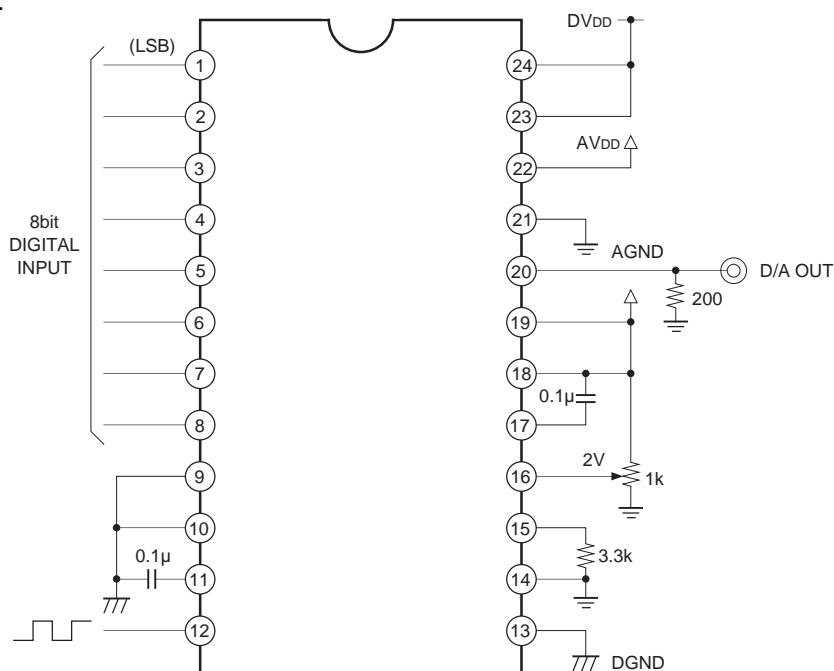 (LSB)
8bit
DIGITAL
INPUT
1
2
3
4
5
6
7
8
9
10
11
12
0.1µ
24
23
22
21
20
19
18
17
16
15
14
13
DVDD
AVDD
AGND
D/A OUT
200
0.1µ
2V
1k
3.3k
DGND